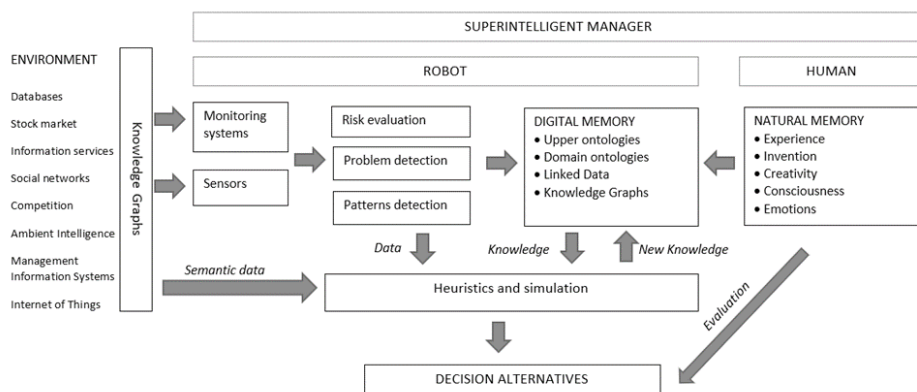 SUPERINTELLIGENT MANAGER
ENVIRONMENT
ROBOT
HUMAN
Databases
Stock market
Information services
Social networks
Competition
Ambient Intelligence
Management
Information Systems
Internet of Things
Knowledge Graphs
Monitoring
systems
Sensors
Risk evaluation
Problem detection
Patterns detection
DIGITAL MEMORY
• Upper ontologies
• Domain ontologies
• Linked Data
• Knowledge Graphs
NATURAL MEMORY
• Experience
• Invention
• Creativity
• Consciousness
• Emotions
Data
Knowledge
New Knowledge
Semantic data
Heuristics and simulation
Evaluation
DECISION ALTERNATIVES